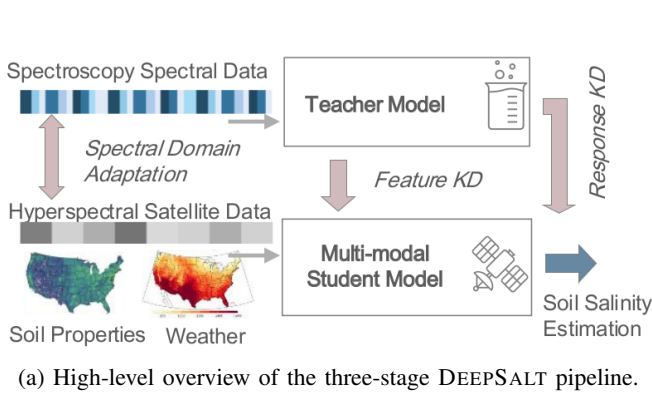 Spectroscopy Spectral Data
Teacher Model
Response KD
Spectral Domain
Adaptation
Feature KD
Hyperspectral Satellite Data
Multi-modal
Student Model
Soil Properties
Weather
Soil Salinity
Estimation
(a) High-level overview of the three-stage DEEPSALT pipeline.